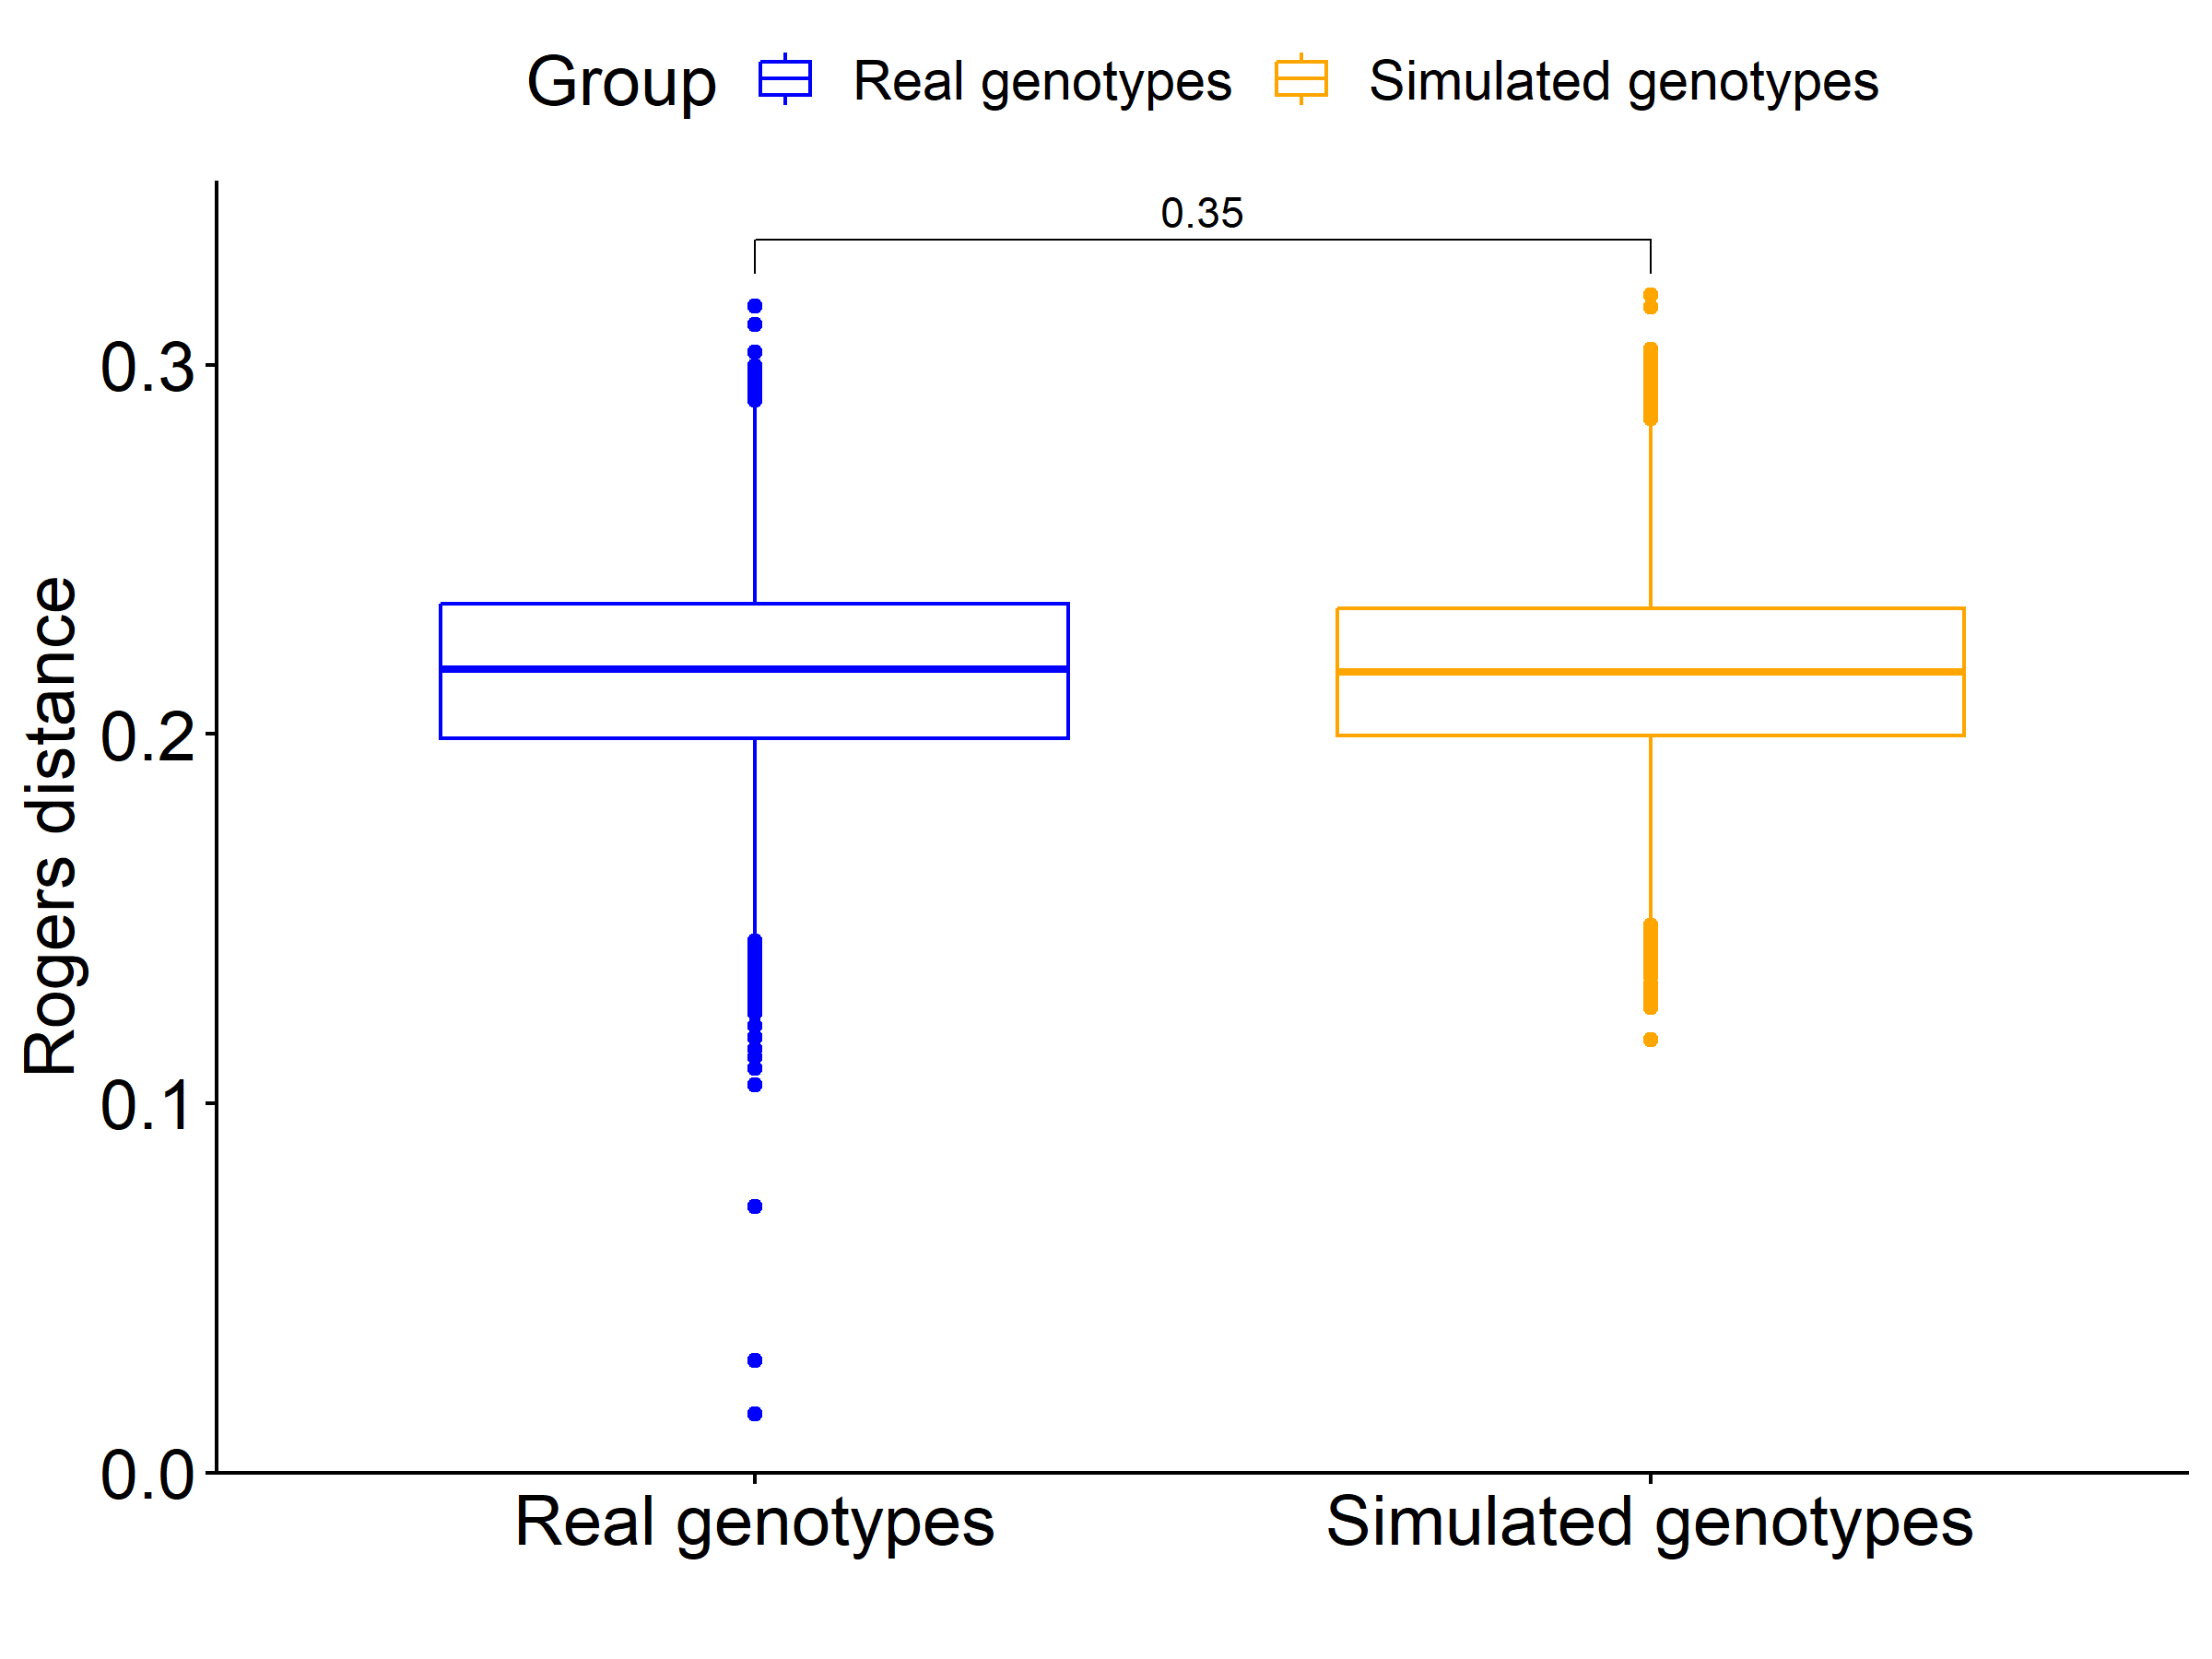 Group Real genotypes Simulated genotypes
0.35
0.3
0.2
0.1
0.0
Rogers distance
Real genotypes Simulated genotypes